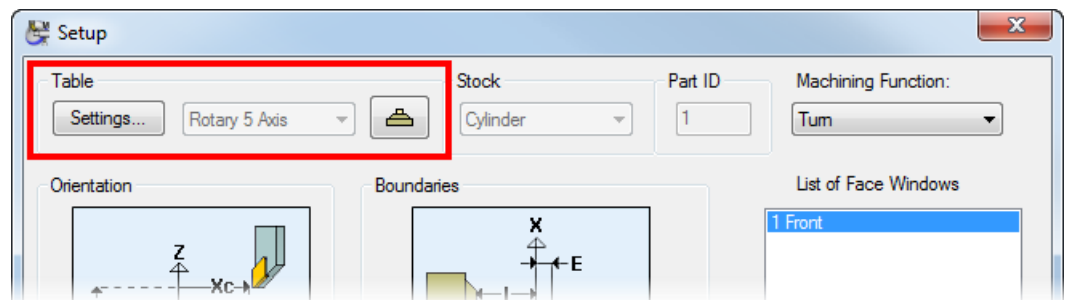 Setup
Table
Settings...
Rotary 5 Axis
Stock
Cylinder
Part ID
1
Machining Function:
Turn
Orientation
Z
Xc
Boundaries
X
E
I
List of Face Windows
1 Front